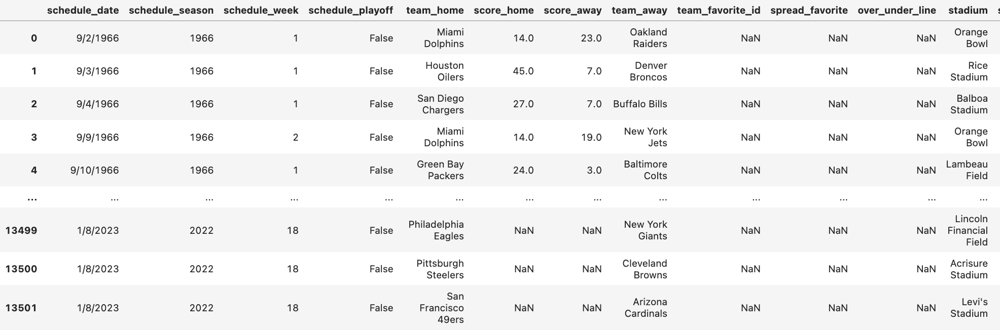 schedule_date schedule_season schedule_week schedule_playoff team_home score_home score_away team_away team_favorite_id spread_favorite over_under_line stadium
0 9/2/1966 1966 1 False Miami Dolphins 14.0 23.0 Oakland Raiders NaN NaN NaN Orange Bowl
1 9/3/1966 1966 1 False Houston Oilers 45.0 7.0 Denver Broncos NaN NaN NaN Rice Stadium
2 9/4/1966 1966 1 False San Diego Chargers 27.0 7.0 Buffalo Bills NaN NaN NaN Balboa Stadium
3 9/9/1966 1966 2 False Miami Dolphins 14.0 19.0 New York Jets NaN NaN NaN Orange Bowl
4 9/10/1966 1966 1 False Green Bay Packers 24.0 3.0 Baltimore Colts NaN NaN NaN Lambeau Field
... ... ... ... ... ... ... ... ... ... ... ... ...
13499 1/8/2023 2022 18 False Philadelphia Eagles NaN NaN New York Giants NaN NaN NaN Lincoln Financial Field
13500 1/8/2023 2022 18 False Pittsburgh Steelers NaN NaN Cleveland Browns NaN NaN NaN Acrisure Stadium
13501 1/8/2023 2022 18 False San Francisco 49ers NaN NaN Arizona Cardinals NaN NaN NaN Levi's Stadium